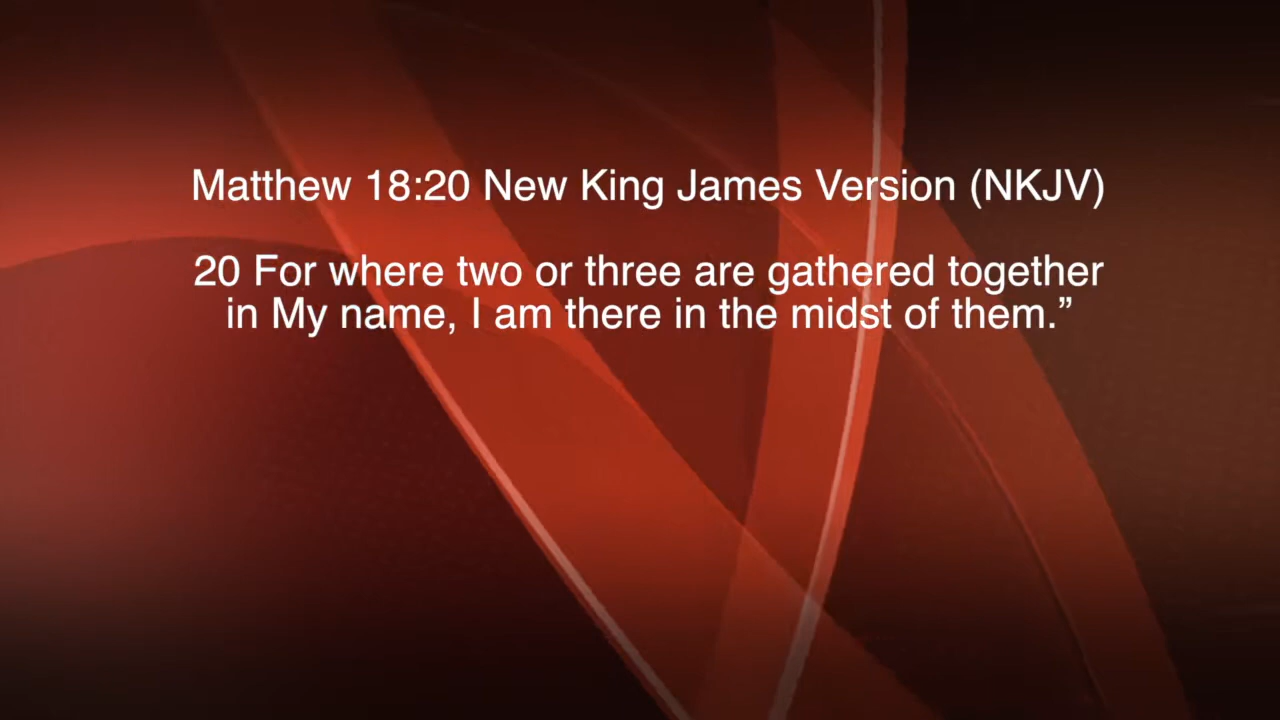 Matthew 18:20 New King James Version (NKJV)
20 For where two or three are gathered together
in My name, I am there in the midst of them.”